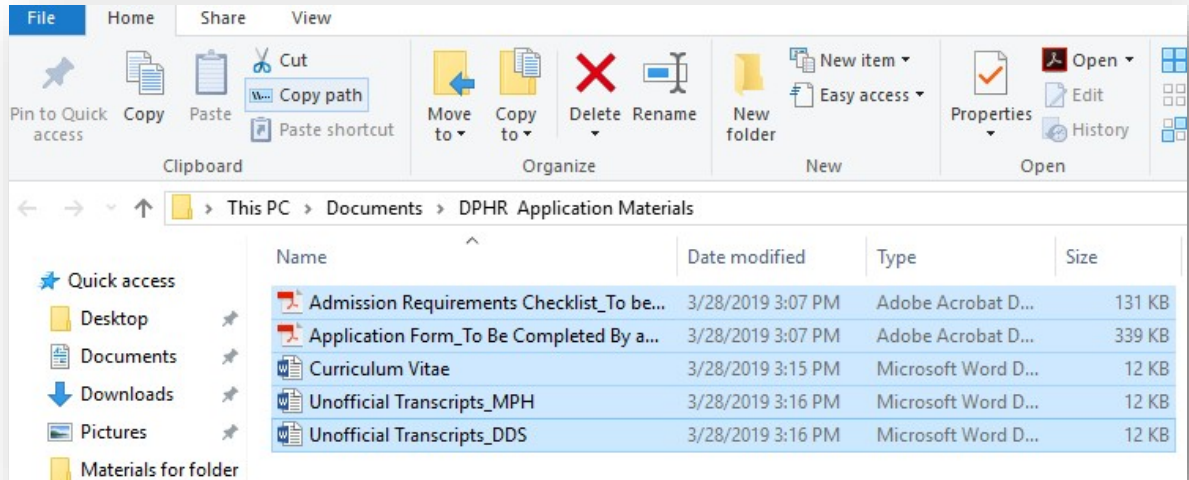 File Home Share View
Pin to Quick access
Copy
Paste
Cut
Copy path
Paste shortcut
Clipboard
Move to
Copy to
Delete
Rename
Organize
New folder
New item
Easy access
New
Properties
Open
Edit
History
Open
This PC > Documents > DPHR Application Materials
Quick access
Desktop
Documents
Downloads
Pictures
Materials for folder
Name Date modified Type Size
Admission Requirements Checklist_To be... 3/28/2019 3:07 PM Adobe Acrobat D... 131 KB
Application Form_To Be Completed By a... 3/28/2019 3:07 PM Adobe Acrobat D... 339 KB
Curriculum Vitae 3/28/2019 3:15 PM Microsoft Word D... 12 KB
Unofficial Transcripts_MPH 3/28/2019 3:16 PM Microsoft Word D... 12 KB
Unofficial Transcripts_DDS 3/28/2019 3:16 PM Microsoft Word D... 12 KB